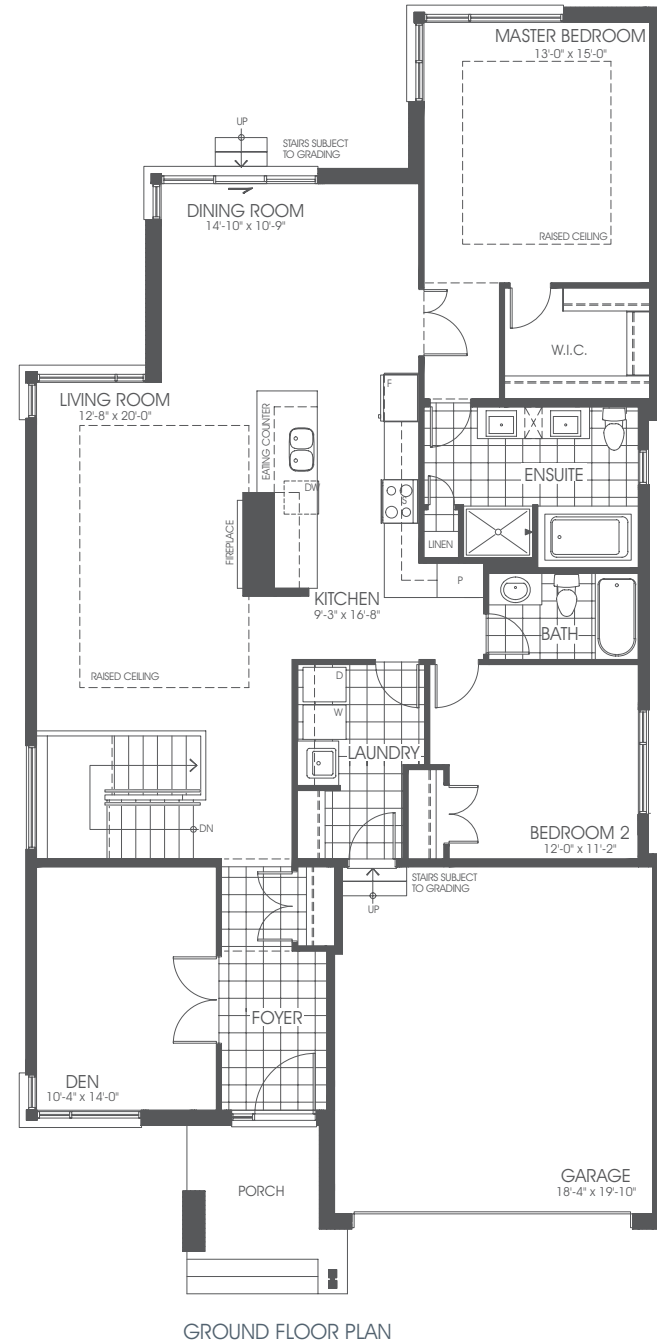 MASTER BEDROOM
13'-0" x 15'-0"
UP
STAIRS SUBJECT
TO GRADING
DINING ROOM
14'-10" x 10'-9"
RAISED CEILING
W.I.C.
F
LIVING ROOM
12'-8" x 20'-0"
EATING COUNTER
DW
S
ENSUITE
LINEN
FIREPLACE
P
KITCHEN
9'-3" x 16'-8"
BATH
RAISED CEILING
D
W
LAUNDRY
DN
BEDROOM 2
12'-0" x 11'-2"
STAIRS SUBJECT
TO GRADING
UP
FOYER
DEN
10'-4" x 14'-0"
GARAGE
18'-4" x 19'-10"
PORCH
GROUND FLOOR PLAN